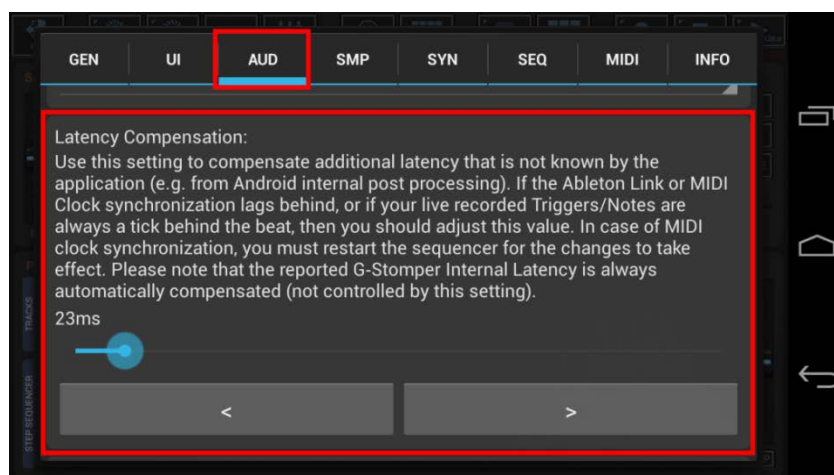 GEN UI AUD SMP SYN SEQ MIDI INFO
Latency Compensation:
Use this setting to compensate additional latency that is not known by the
application (e.g. from Android internal post processing). If the Ableton Link or MIDI
Clock synchronization lags behind, or if your live recorded Triggers/Notes are
always a tick behind the beat, then you should adjust this value. In case of MIDI
clock synchronization, you must restart the sequencer for the changes to take
effect. Please note that the reported G-Stomper Internal Latency is always
automatically compensated (not controlled by this setting).
23ms
< >
TRACKS
STEP SEQUENCER